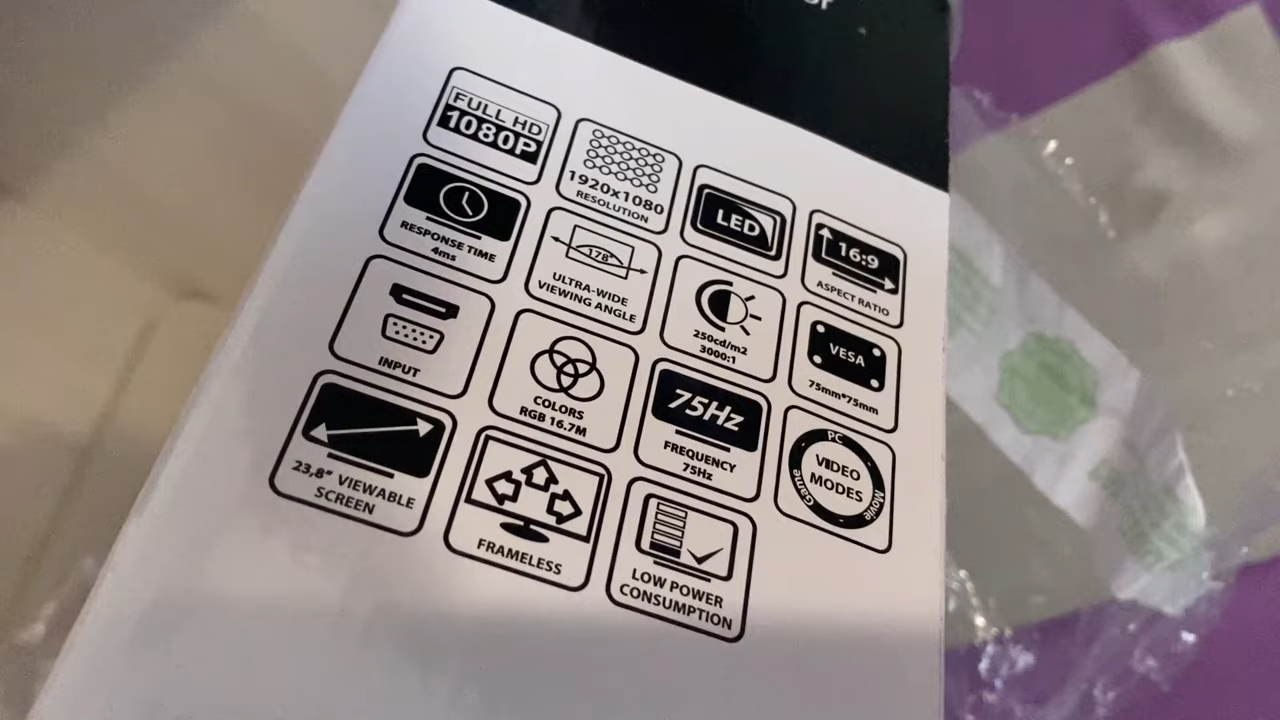 FULL HD
1080P
1920x1080
RESOLUTION
LED
16:9
ASPECT RATIO
RESPONSE TIME
4ms
178°
ULTRA-WIDE
VIEWING ANGLE
250cd/m2
3000:1
VESA
75mm*75mm
INPUT
COLORS
RGB 16.7M
75Hz
FREQUENCY
75Hz
PC
VIDEO
MODES
Game
Movie
23,8″ VIEWABLE
SCREEN
FRAMELESS
LOW POWER
CONSUMPTION